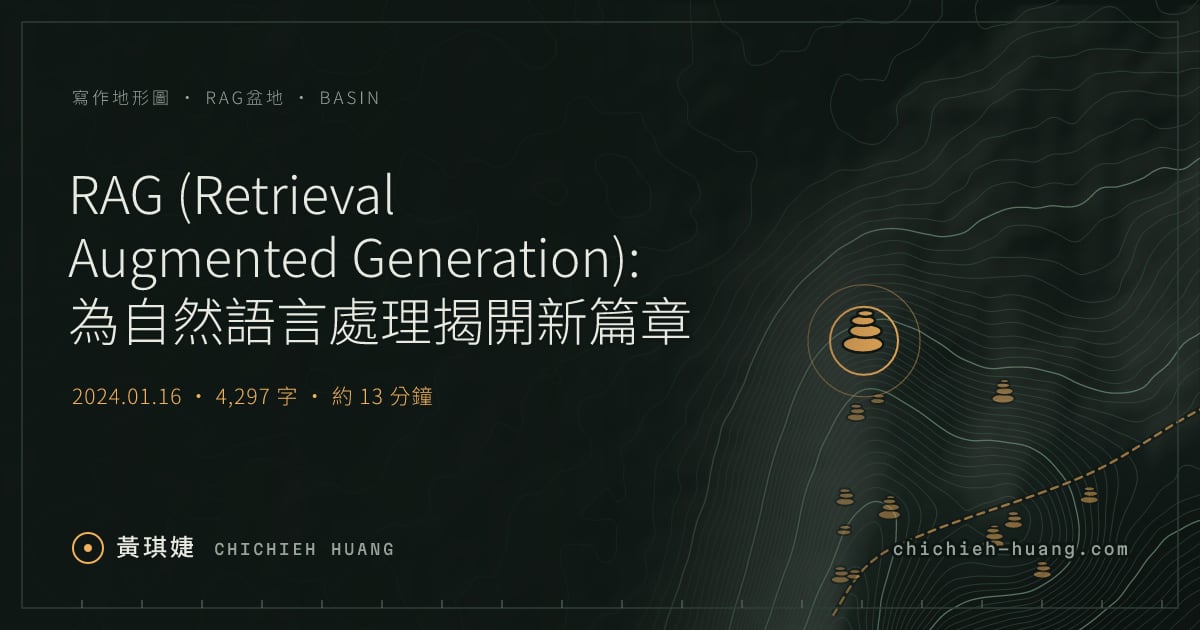 寫作地形圖 · RAG盆地 · BASIN
RAG (Retrieval
Augmented Generation):
為自然語言處理揭開新篇章
2024.01.16 · 4,297 字 · 約 13 分鐘
黃琪婕 CHICHIEH HUANG
chichieh-huang.com